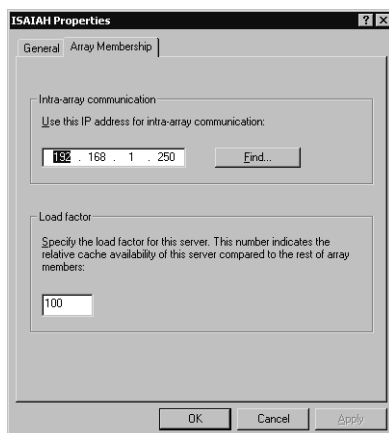 ISAIAH Properties
General Array Membership
Intra-array communication
Use this IP address for intra-array communication:
192 . 168 . 1 . 250 Find...
Load factor
Specify the load factor for this server. This number indicates the
relative cache availability of this server compared to the rest of array
members:
100
OK Cancel Apply